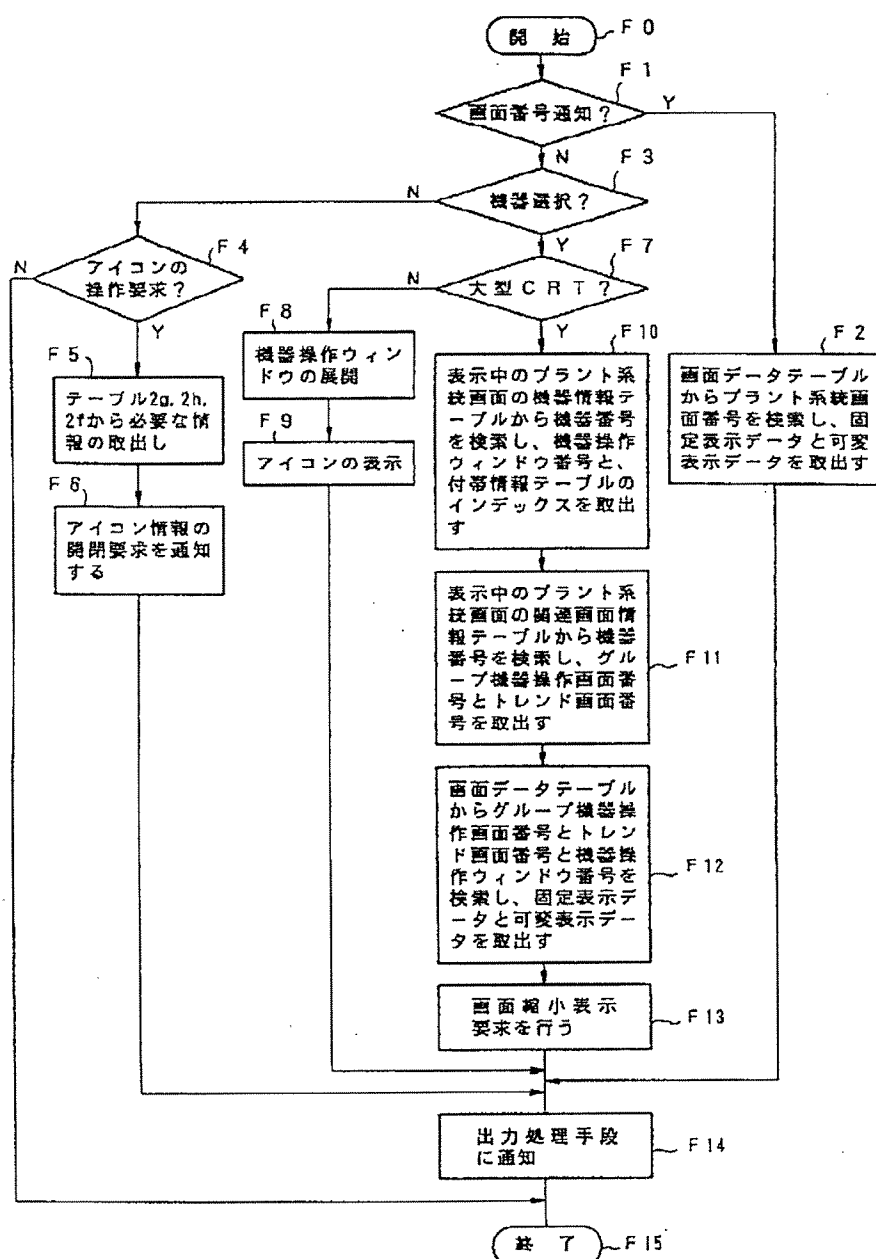 開始
F0
F1
画面番号通知?
Y
N
F3
機器選択?
N
Y
F4
アイコンの
操作要求?
N
Y
F7
大型CRT?
N
Y
F5
テーブル2g,2h,
2fから必要な情
報の取出し
F6
アイコン情報の
開閉要求を通知
する
F8
機器操作ウィン
ドウの展開
F9
アイコンの表示
F10
表示中のプラント系
統画面の機器情報テ
ーブルから機器番号
を検索し、機器操作
ウィンドウ番号と、
付帯情報テーブルの
インデックスを取出
す
F2
画面データテーブル
からプラント系統画
面番号を検索し、固
定表示データと可変
表示データを取出す
表示中のプラント系
統画面の関連画面情
報テーブルから機器
番号を検索し、グル
ープ機器操作画面番
号とトレンド画面番
号を取出す
F11
画面データテーブル
からグループ機器操
作画面番号とトレン
ド画面番号と機器操
作ウィンドウ番号を
検索し、固定表示デ
ータと可変表示デー
タを取出す
F12
画面縮小表示
要求を行う
F13
出力処理手段
に通知
F14
終了
F15